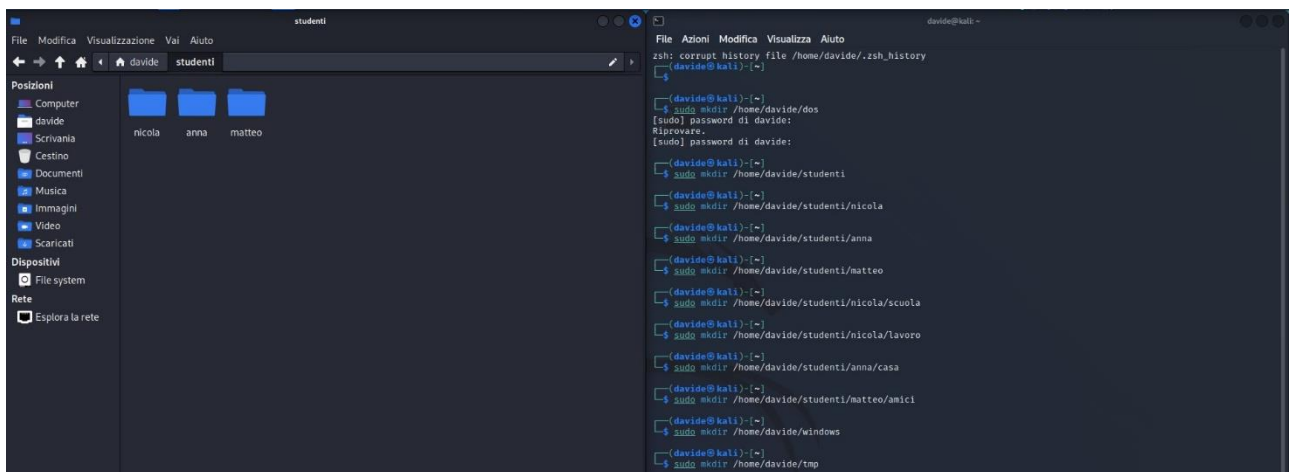 studenti
File Modifica Visualizzazione Vai Aiuto
davide studenti
Posizioni
Computer
davide
Scrivania
Cestino
Documenti
Musica
Immagini
Video
Scaricati
Dispositivi
File system
Rete
Esplora la rete
nicola anna matteo
davide@kali: ~
File Azioni Modifica Visualizza Aiuto
zsh: corrupt history file /home/davide/.zsh_history
┌──(davide㉿kali)-[~]
└─$
┌──(davide㉿kali)-[~]
└─$ sudo mkdir /home/davide/dos
[sudo] password di davide:
Riprovare.
[sudo] password di davide:
┌──(davide㉿kali)-[~]
└─$ sudo mkdir /home/davide/studenti
┌──(davide㉿kali)-[~]
└─$ sudo mkdir /home/davide/studenti/nicola
┌──(davide㉿kali)-[~]
└─$ sudo mkdir /home/davide/studenti/anna
┌──(davide㉿kali)-[~]
└─$ sudo mkdir /home/davide/studenti/matteo
┌──(davide㉿kali)-[~]
└─$ sudo mkdir /home/davide/studenti/nicola/scuola
┌──(davide㉿kali)-[~]
└─$ sudo mkdir /home/davide/studenti/nicola/lavoro
┌──(davide㉿kali)-[~]
└─$ sudo mkdir /home/davide/studenti/anna/casa
┌──(davide㉿kali)-[~]
└─$ sudo mkdir /home/davide/studenti/matteo/amici
┌──(davide㉿kali)-[~]
└─$ sudo mkdir /home/davide/windows
┌──(davide㉿kali)-[~]
└─$ sudo mkdir /home/davide/tmp